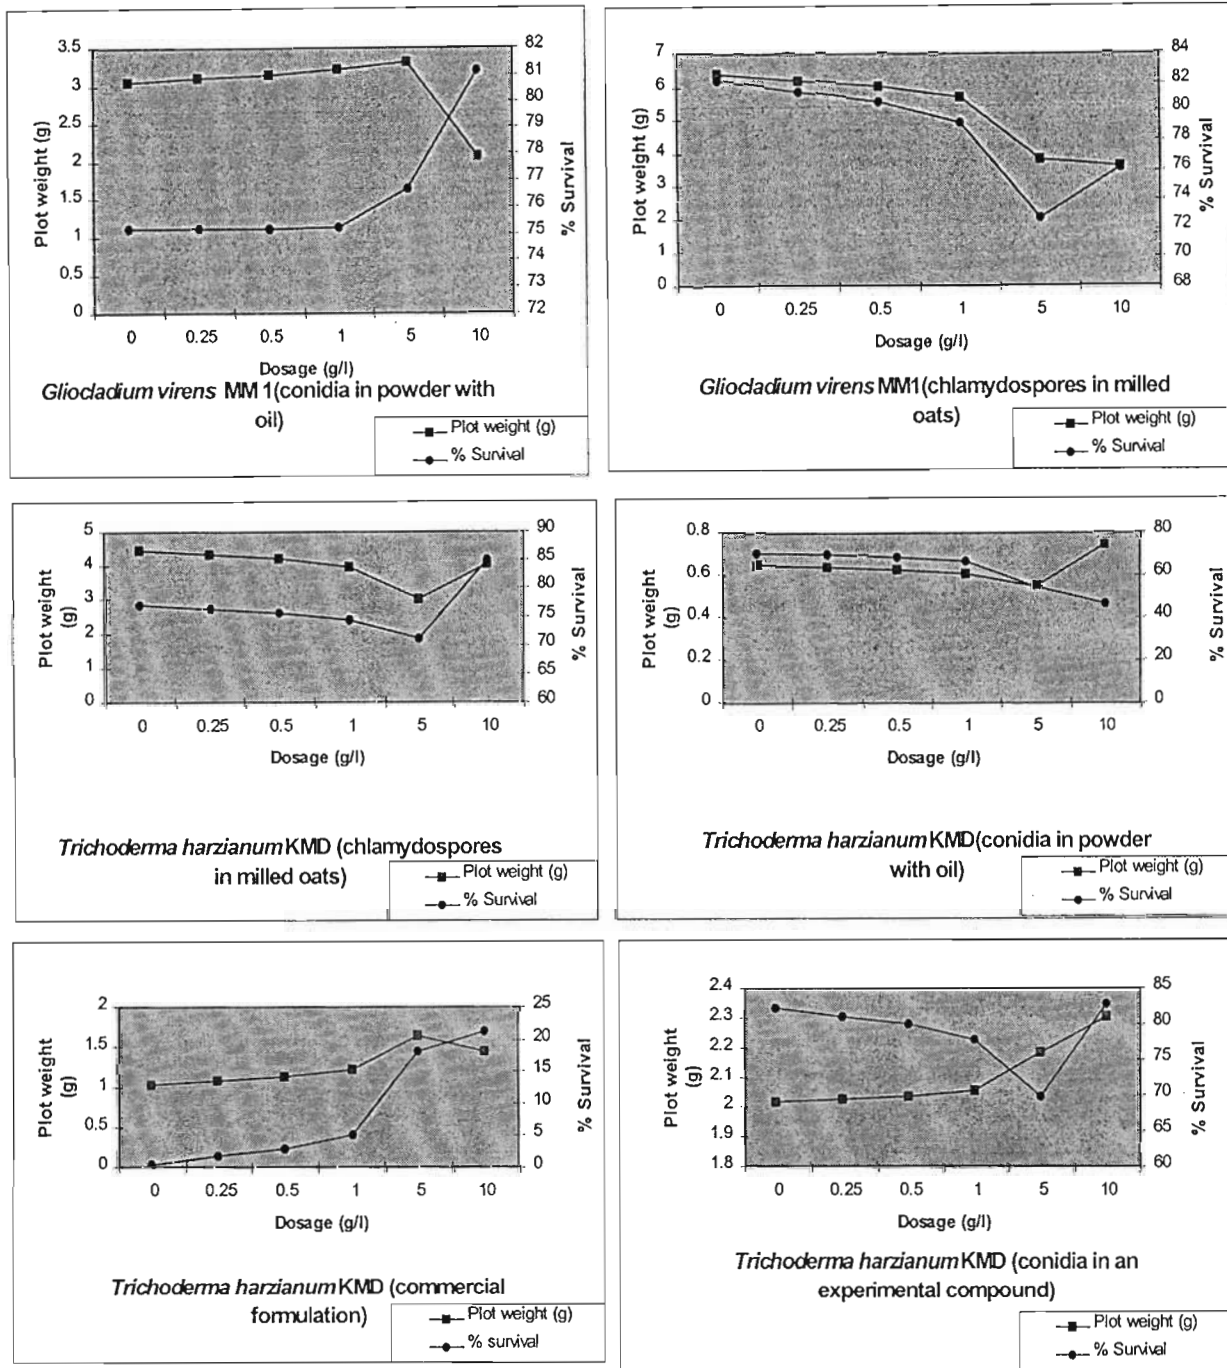 3.5
3
2.5
2
1.5
1
0.5
0
Plot weight (g)
82
81
80
79
78
77
76
75
74
73
72
% Survival
0 0.25 0.5 1 5 10
Dosage (g/l)
Gliocladium virens MM1(conidia in powder with
oil)
Plot weight (g)
% Survival
7
6
5
4
3
2
1
0
Plot weight (g)
84
82
80
78
76
74
72
70
68
% Survival
0 0.25 0.5 1 5 10
Dosage (g/l)
Gliocladium virens MM1(chlamydospores in milled
oats)
Plot weight (g)
% Survival
5
4
3
2
1
0
Plot weight
(g)
90
85
80
75
70
65
60
% Survival
0 0.25 0.5 1 5 10
Dosage (g/l)
Trichoderma harzianum KMD (chlamydospores
in milled oats)
Plot weight (g)
% Survival
0.8
0.6
0.4
0.2
0
Plot weight
(g)
80
60
40
20
0
% Survival
0 0.25 0.5 1 5 10
Dosage (g/l)
Trichoderma harzianum KMD(conidia in powder
with oil)
Plot weight (g)
% Survival
2
1.5
1
0.5
0
Plot weight
(g)
25
20
15
10
5
0
% Survival
0 0.25 0.5 1 5 10
Dosage (g/l)
Trichoderma harzianum KMD (commercial
formulation)
Plot weight (g)
% survival
2.4
2.3
2.2
2.1
2
1.9
1.8
Plot weight
(g)
85
80
75
70
65
60
% Survival
0 0.25 0.5 1 5 10
Dosage (g/l)
Trichoderma harzianum KMD (conidia in an
experimental compound)
Plot weight (g)
% Survival